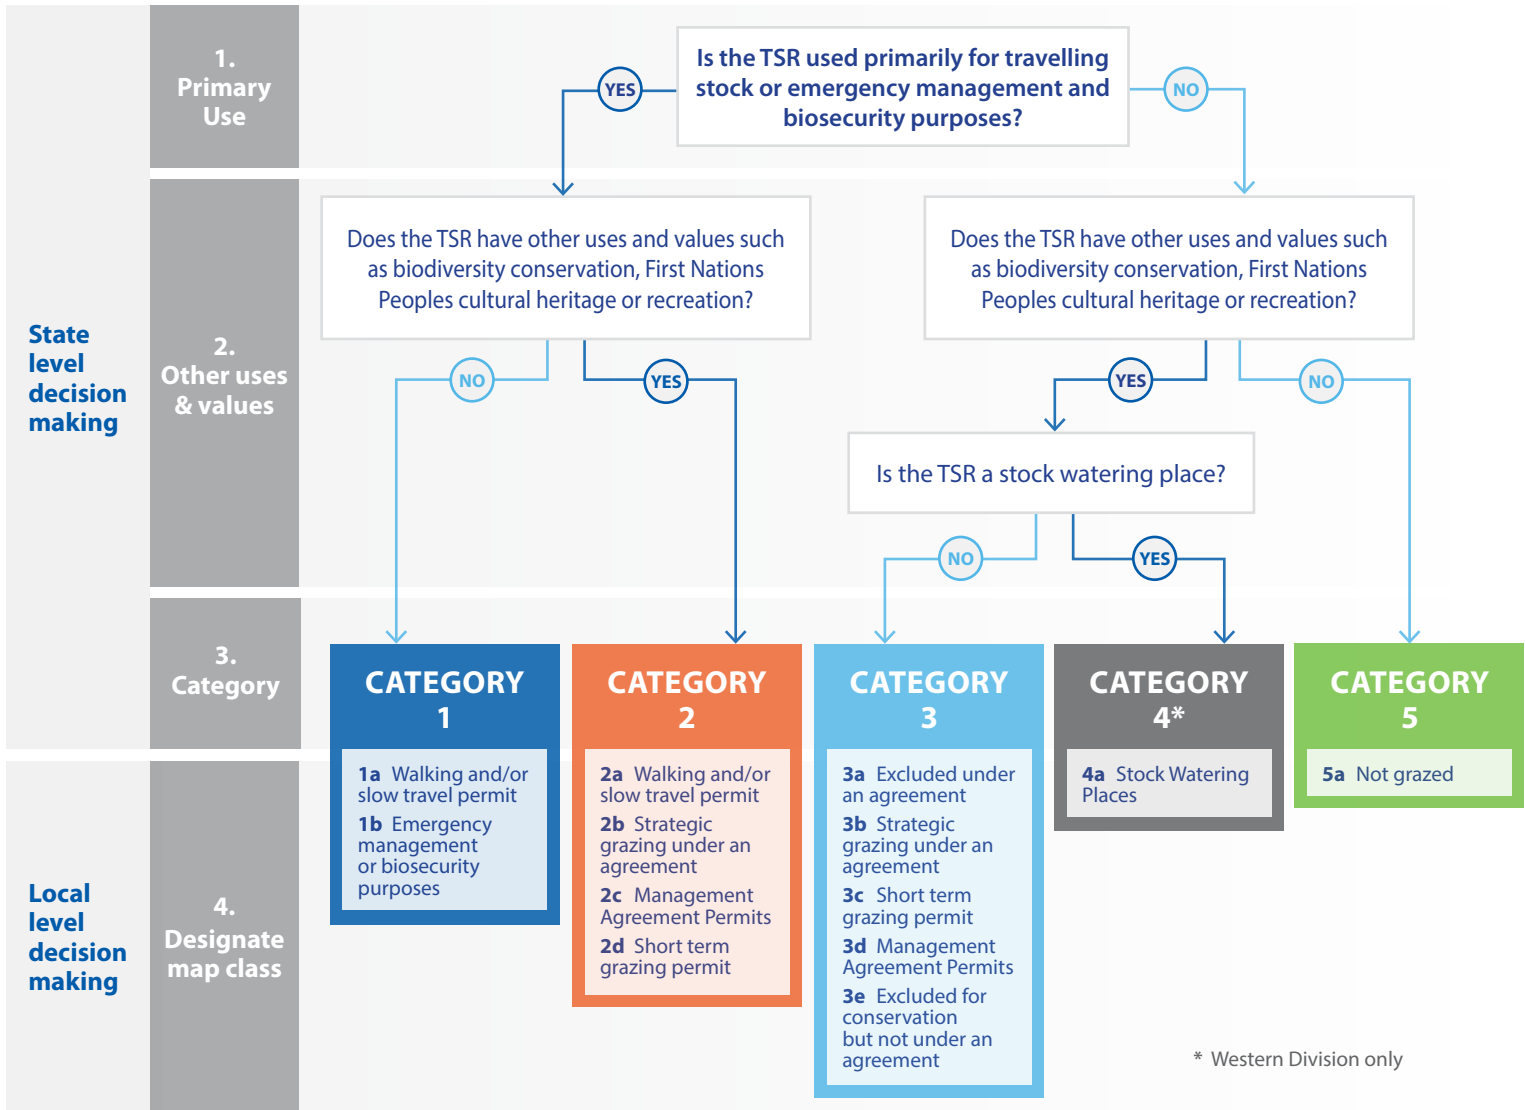 1.
Primary
Use
Is the TSR used primarily for travelling
stock or emergency management and
biosecurity purposes?
YES
NO
State
level
decision
making
2.
Other uses
& values
Does the TSR have other uses and values such
as biodiversity conservation, First Nations
Peoples cultural heritage or recreation?
Does the TSR have other uses and values such
as biodiversity conservation, First Nations
Peoples cultural heritage or recreation?
NO
YES
YES
NO
Is the TSR a stock watering place?
NO
YES
3.
Category
CATEGORY
1
CATEGORY
2
CATEGORY
3
CATEGORY
4*
CATEGORY
5
Local
level
decision
making
4.
Designate
map class
1a Walking and/or
slow travel permit
1b Emergency
management
or biosecurity
purposes
2a Walking and/or
slow travel permit
2b Strategic
grazing under an
agreement
2c Management
Agreement Permits
2d Short term
grazing permit
3a Excluded under
an agreement
3b Strategic
grazing under an
agreement
3c Short term
grazing permit
3d Management
Agreement Permits
3e Excluded for
conservation
but not under an
agreement
4a Stock Watering
Places
5a Not grazed
* Western Division only